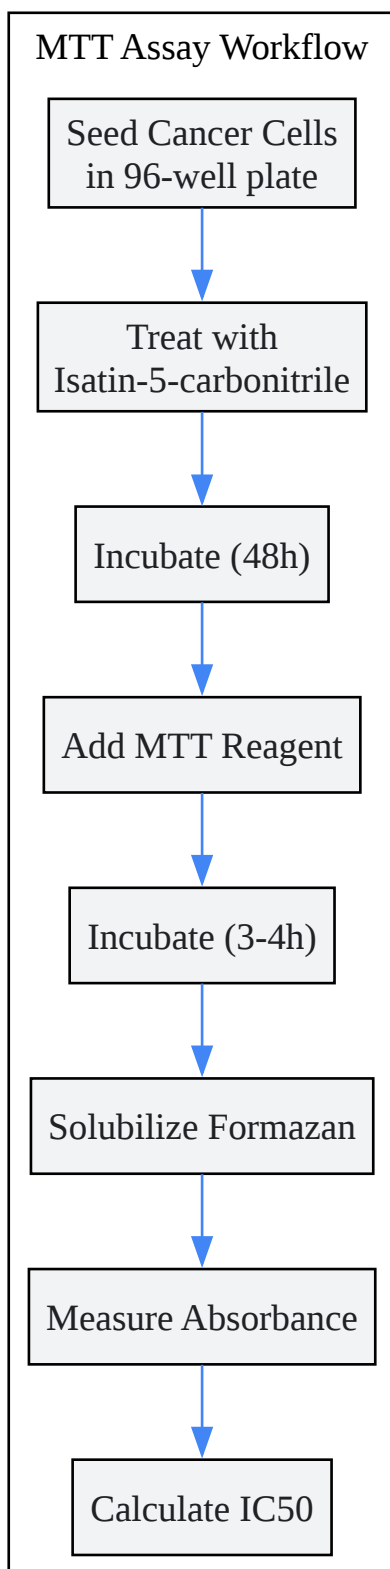 MTT Assay Workflow
Seed Cancer Cells
in 96-well plate
Treat with
Isatin-5-carbonitrile
Incubate (48h)
Add MTT Reagent
Incubate (3-4h)
Solubilize Formazan
Measure Absorbance
Calculate IC50